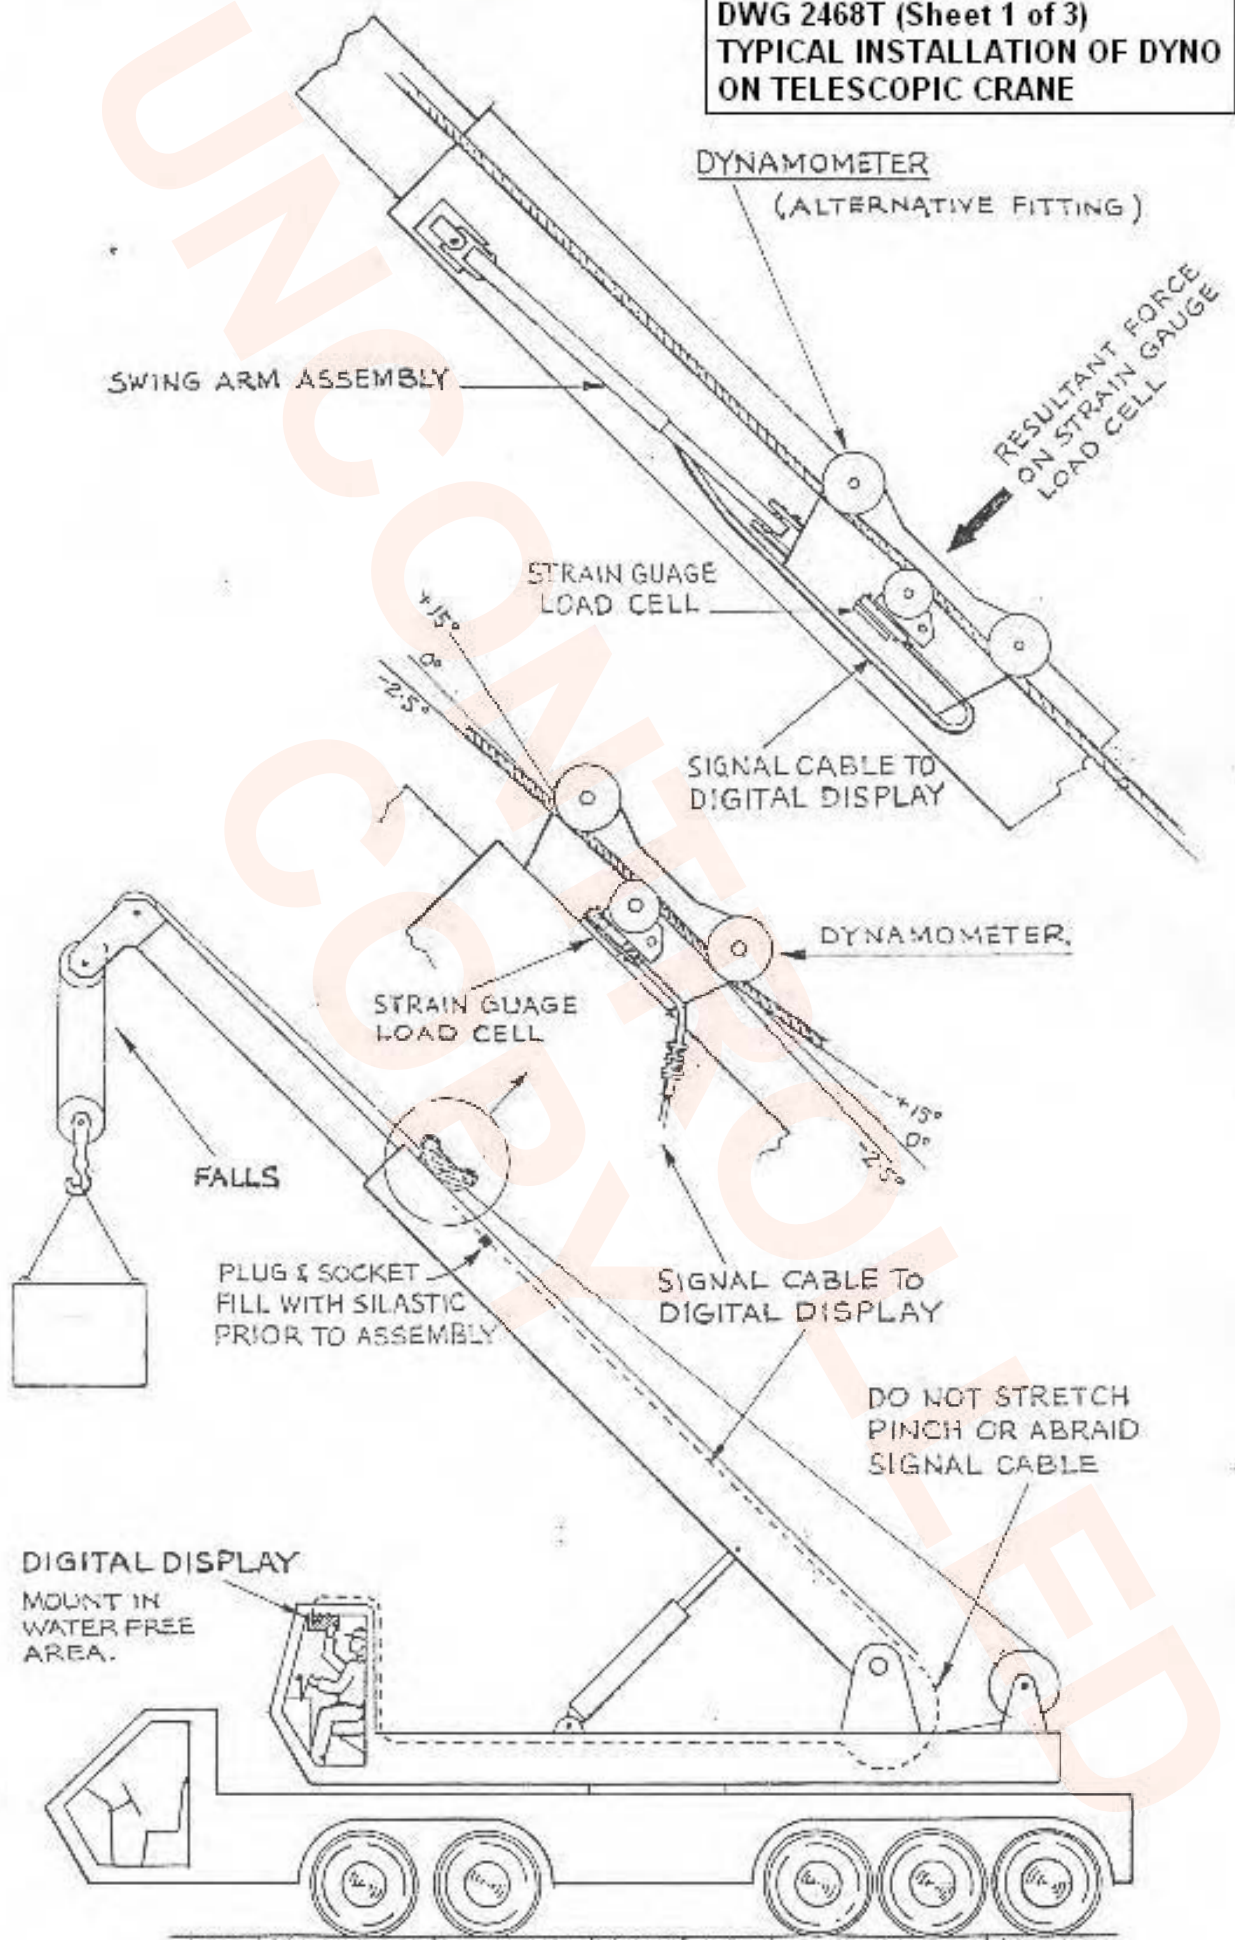 DWG 2468T (Sheet 1 of 3)
TYPICAL INSTALLATION OF DYNO
ON TELESCOPIC CRANE
DYNAMOMETER
(ALTERNATIVE FITTING)
RESULTANT FORCE
ON STRAIN GAUGE
LOAD CELL
SWING ARM ASSEMBLY
STRAIN GUAGE
LOAD CELL
+15°
0°
-2.5°
SIGNAL CABLE TO
DIGITAL DISPLAY
DYNAMOMETER.
STRAIN GUAGE
LOAD CELL
+15°
0°
-2.5°
FALLS
PLUG & SOCKET
FILL WITH SILASTIC
PRIOR TO ASSEMBLY
SIGNAL CABLE TO
DIGITAL DISPLAY
DO NOT STRETCH
PINCH OR ABRAID
SIGNAL CABLE
DIGITAL DISPLAY
MOUNT IN
WATER FREE
AREA.
UNCONTROLLED
COPY